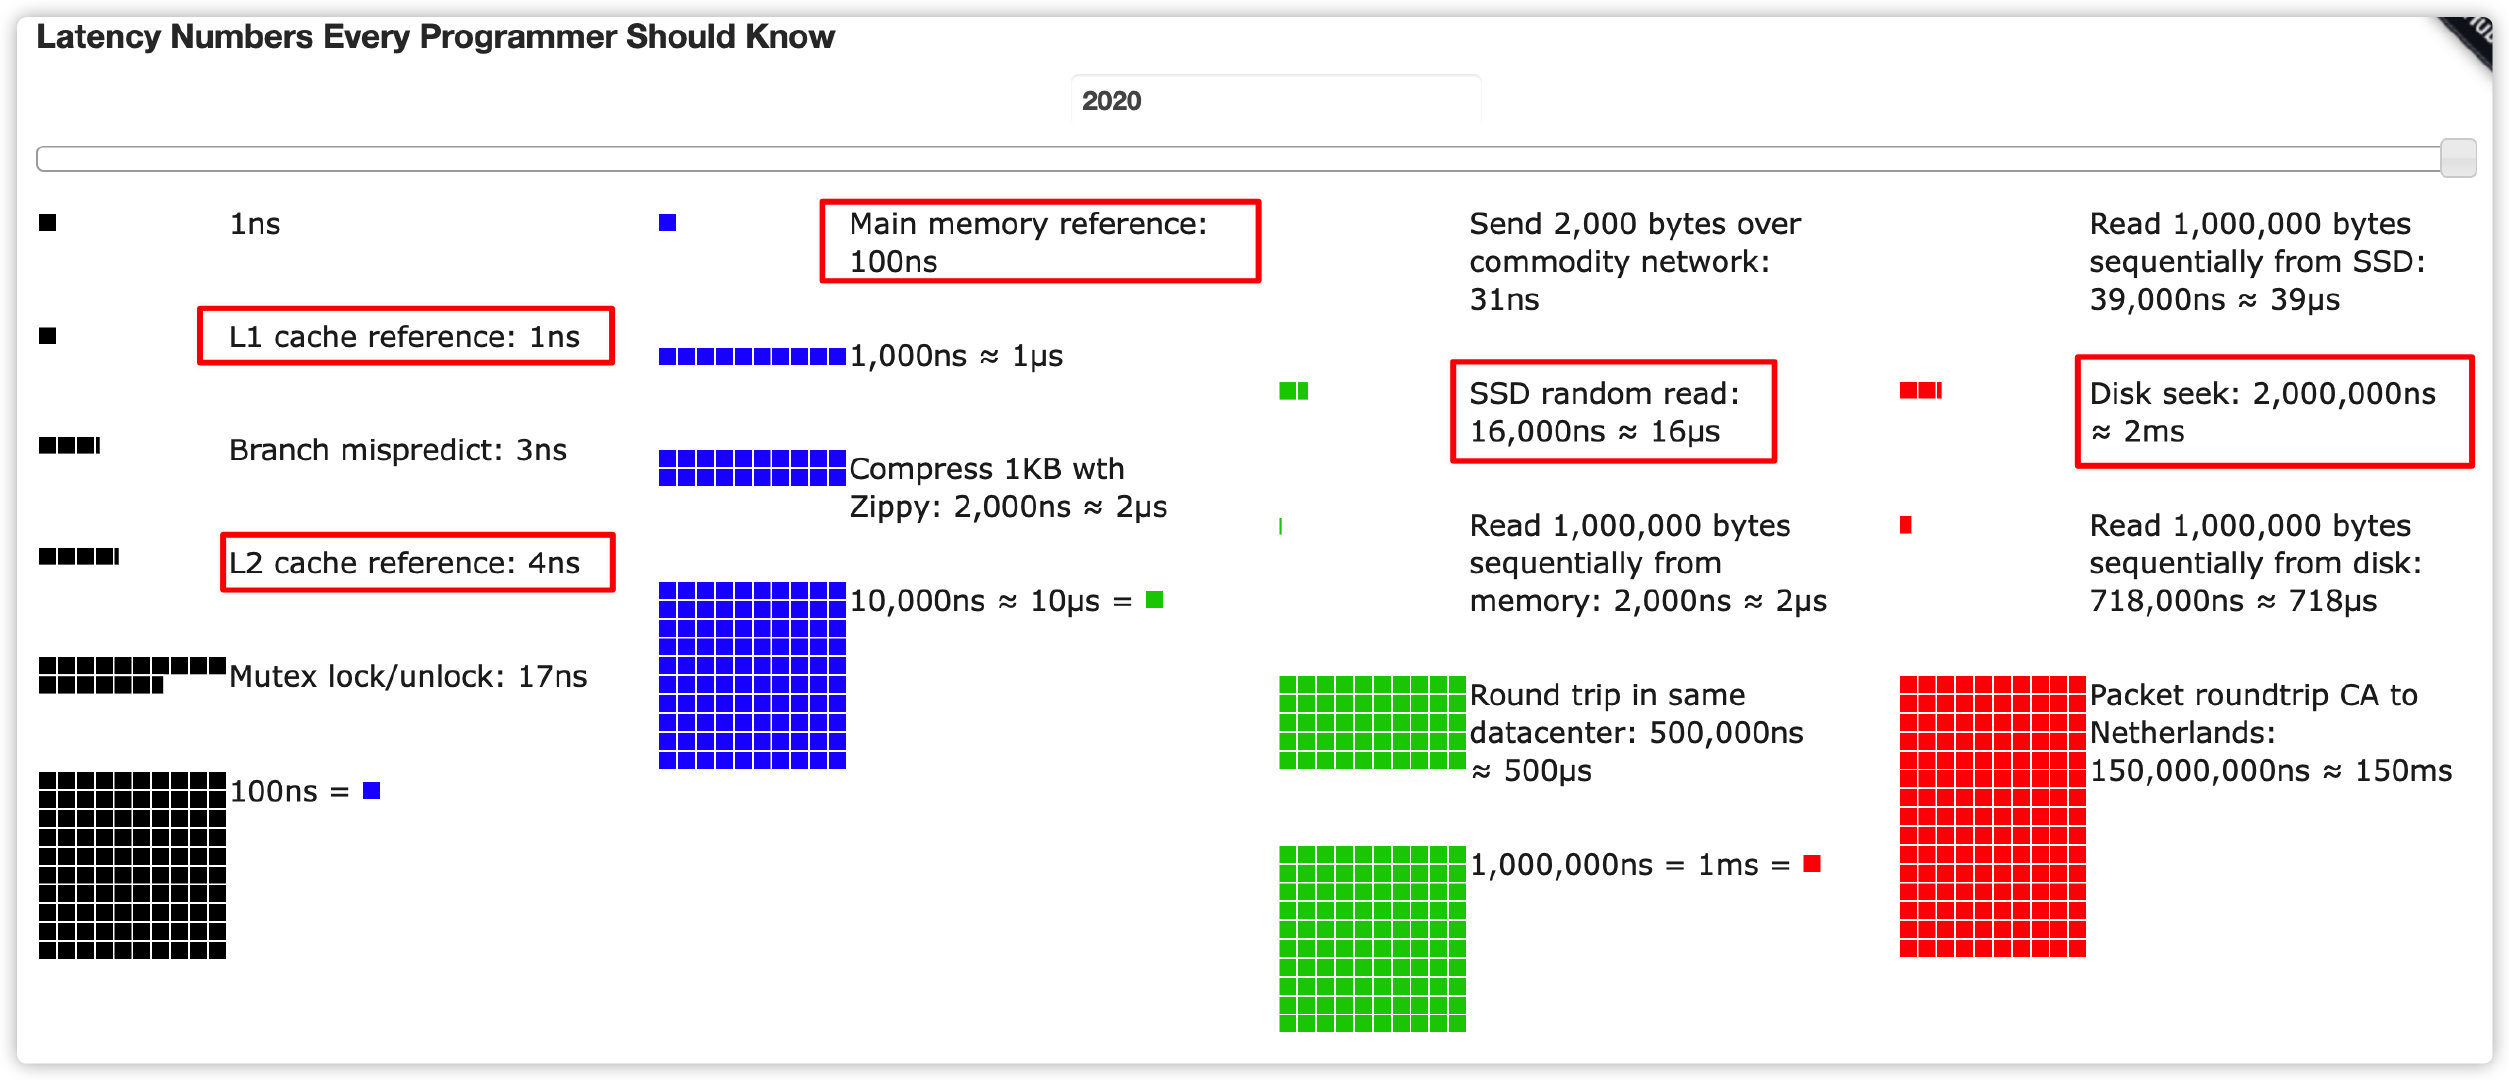 Latency Numbers Every Programmer Should Know
2020
1ns
L1 cache reference: 1ns
Branch mispredict: 3ns
L2 cache reference: 4ns
Mutex lock/unlock: 17ns
100ns =
Main memory reference:
100ns
1,000ns ≈ 1μs
Compress 1KB wth
Zippy: 2,000ns ≈ 2μs
10,000ns ≈ 10μs =
Send 2,000 bytes over
commodity network:
31ns
SSD random read:
16,000ns ≈ 16μs
Read 1,000,000 bytes
sequentially from
memory: 2,000ns ≈ 2μs
Round trip in same
datacenter: 500,000ns
≈ 500μs
1,000,000ns = 1ms =
Read 1,000,000 bytes
sequentially from SSD:
39,000ns ≈ 39μs
Disk seek: 2,000,000ns
≈ 2ms
Read 1,000,000 bytes
sequentially from disk:
718,000ns ≈ 718μs
Packet roundtrip CA to
Netherlands:
150,000,000ns ≈ 150ms